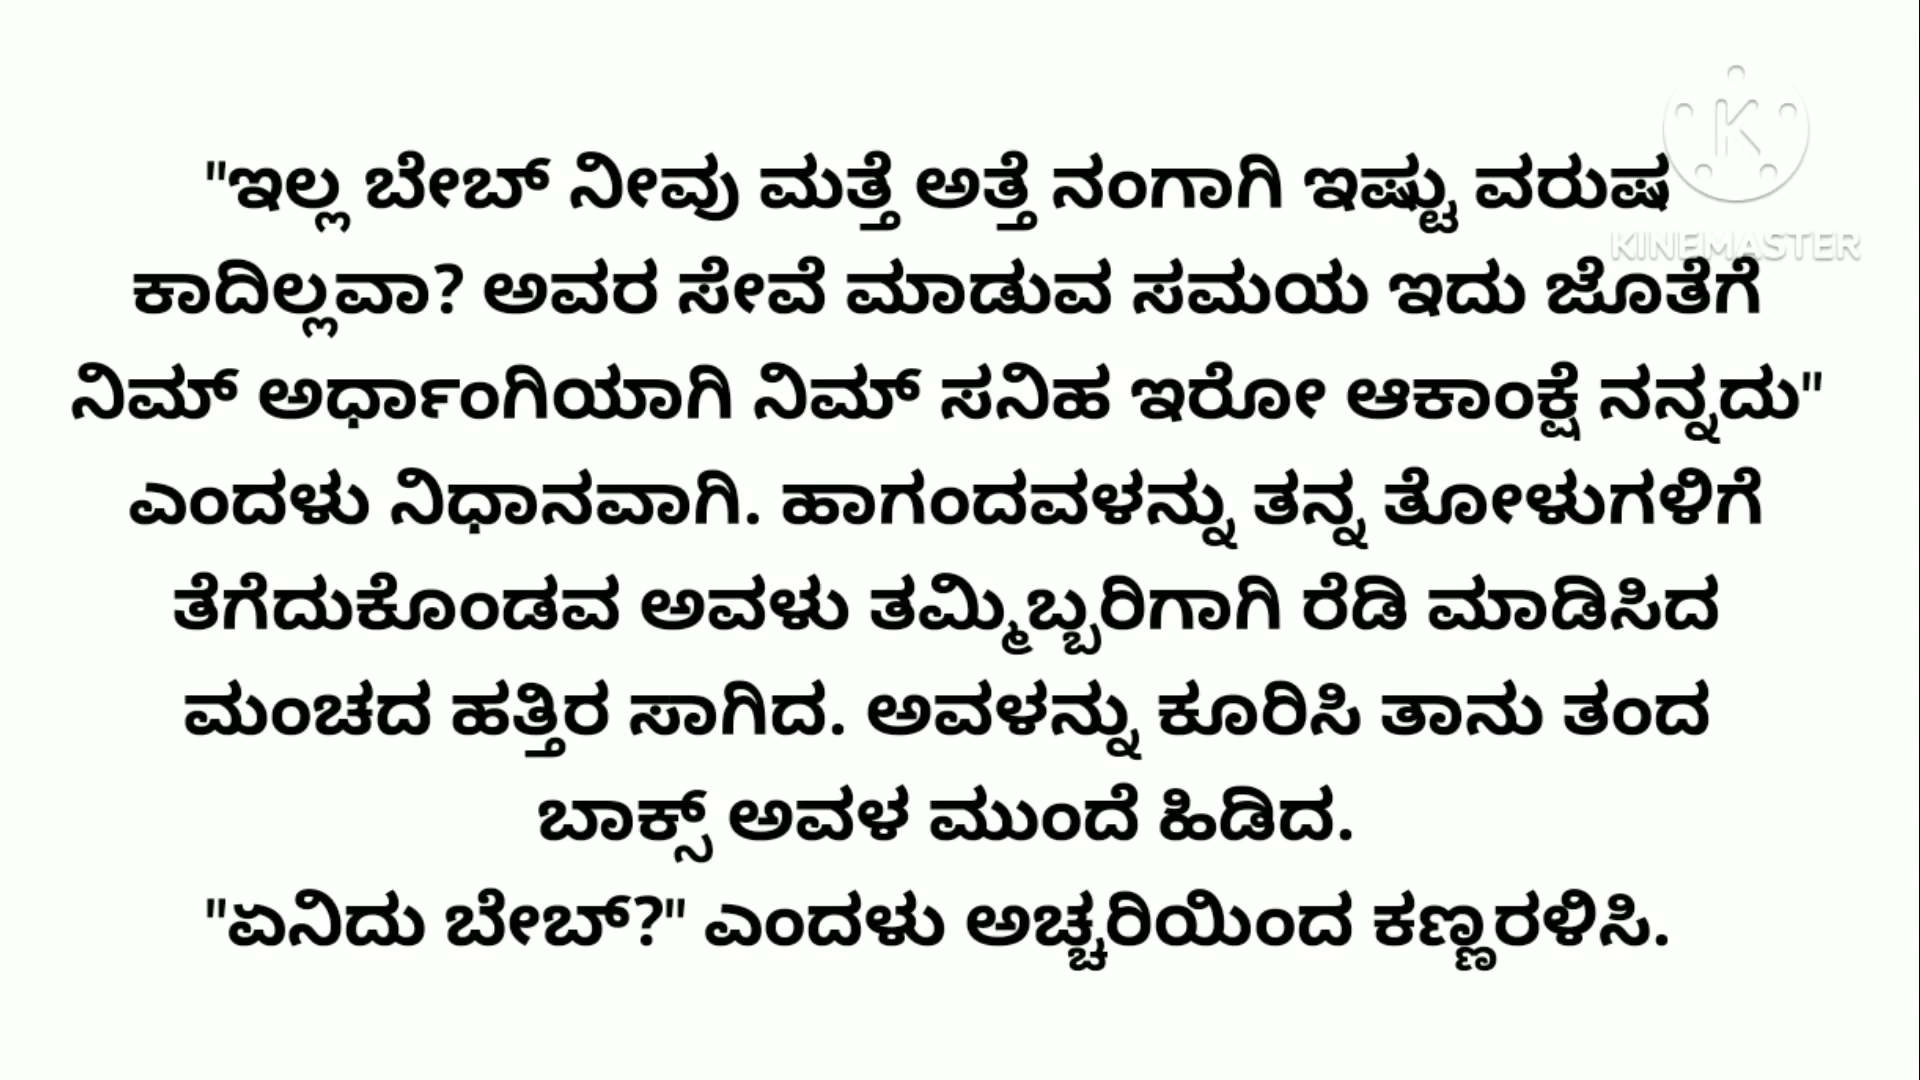 "ಇಲ್ಲ ಬೇಬ್ ನೀವು ಮತ್ತೆ ಅತ್ತೆ ನಂಗಾಗಿ ಇಷ್ಟು ವರುಷ
ಕಾದಿಲ್ಲವಾ? ಅವರ ಸೇವೆ ಮಾಡುವ ಸಮಯ ಇದು ಜೊತೆಗೆ
ನಿಮ್ ಅರ್ಧಾಂಗಿಯಾಗಿ ನಿಮ್ ಸನಿಹ ಇರೋ ಆಕಾಂಕ್ಷೆ ನನ್ನದು"
ಎಂದಳು ನಿಧಾನವಾಗಿ. ಹಾಗಂದವಳನ್ನು ತನ್ನ ತೋಳುಗಳಿಗೆ
ತೆಗೆದುಕೊಂಡವ ಅವಳು ತಮ್ಮಿಬ್ಬರಿಗಾಗಿ ರೆಡಿ ಮಾಡಿಸಿದ
ಮಂಚದ ಹತ್ತಿರ ಸಾಗಿದ. ಅವಳನ್ನು ಕೂರಿಸಿ ತಾನು ತಂದ
ಬಾಕ್ಸ್ ಅವಳ ಮುಂದೆ ಹಿಡಿದ.
"ಏನಿದು ಬೇಬ್?" ಎಂದಳು ಅಚ್ಚರಿಯಿಂದ ಕಣ್ಣರಳಿಸಿ.
K
KINEMASTER